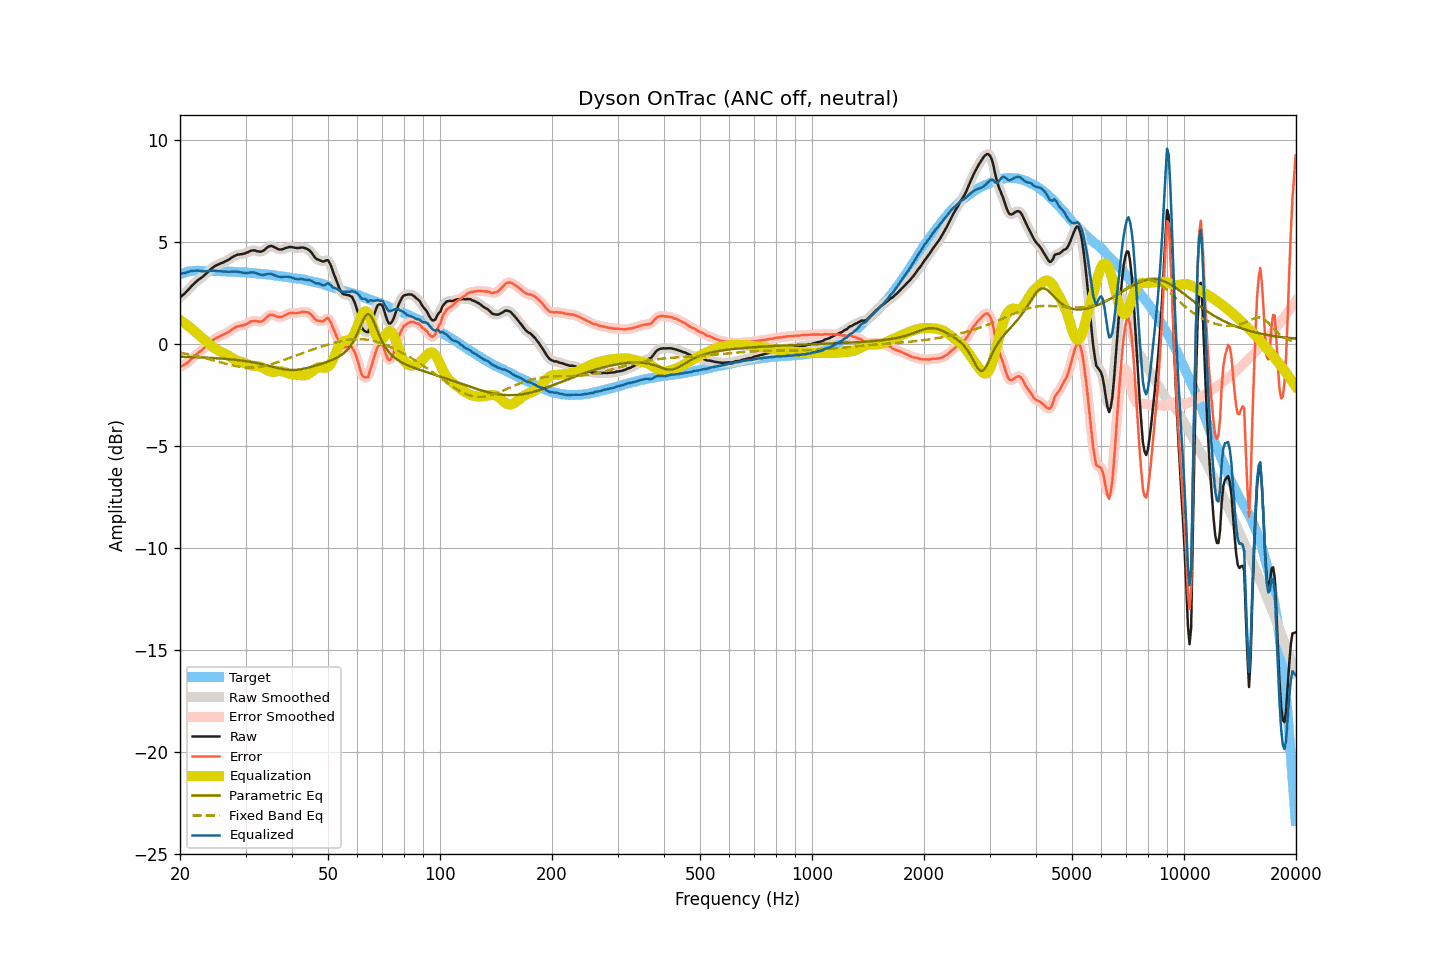 Dyson OnTrac (ANC off, neutral)
10
5
0
−5
−10
−15
−20
−25
Amplitude (dBr)
Target
Raw Smoothed
Error Smoothed
Raw
Error
Equalization
Parametric Eq
Fixed Band Eq
Equalized
20 50 100 200 500 1000 2000 5000 10000 20000
Frequency (Hz)